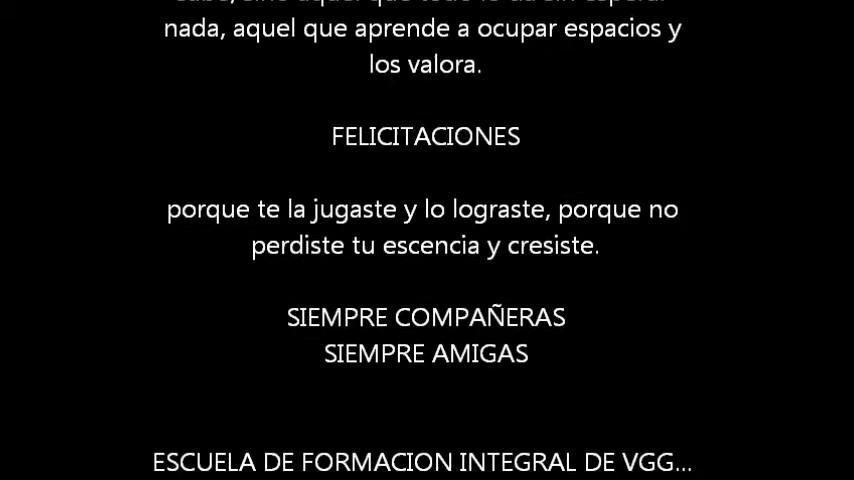 nada, aquel que aprende a ocupar espacios y
los valora.
FELICITACIONES
porque te la jugaste y lo lograste, porque no
perdiste tu escencia y cresiste.
SIEMPRE COMPAÑERAS
SIEMPRE AMIGAS
ESCUELA DE FORMACION INTEGRAL DE VGG...